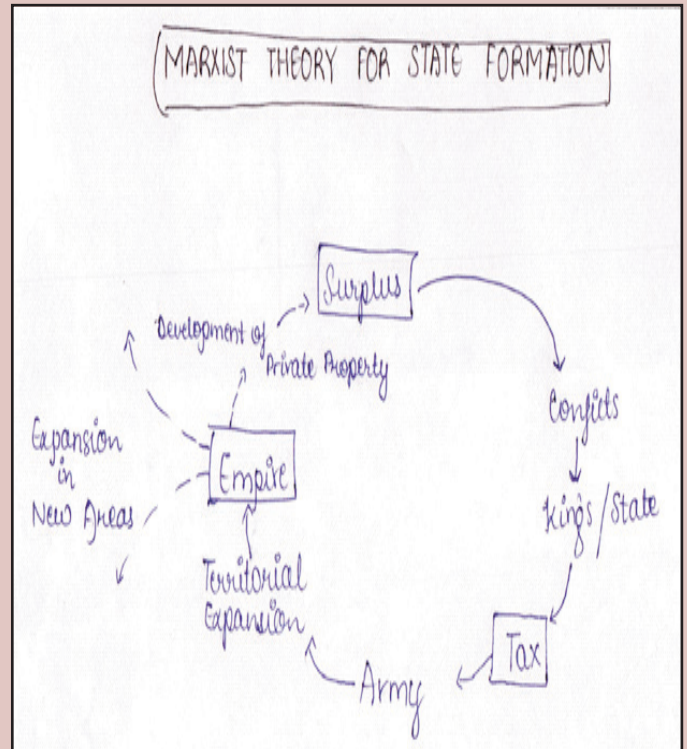 MARXIST THEORY FOR STATE FORMATION
Surplus
Development of
Private Property
Conficts
Kings/State
Expansion
in
New Areas
Empire
Territorial
Expansion
Tax
Army